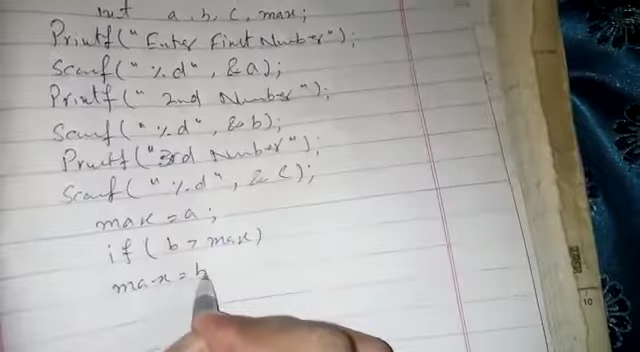 int a, b, c, max;
Printf(" Enter First Number");
Scanf(" %d" , &a);
Printf(" 2nd Number");
Scanf(" %d" , &b);
Printf("3rd Number");
Scanf(" %d" , & c);
max = a;
if ( b > max)
max = b
10